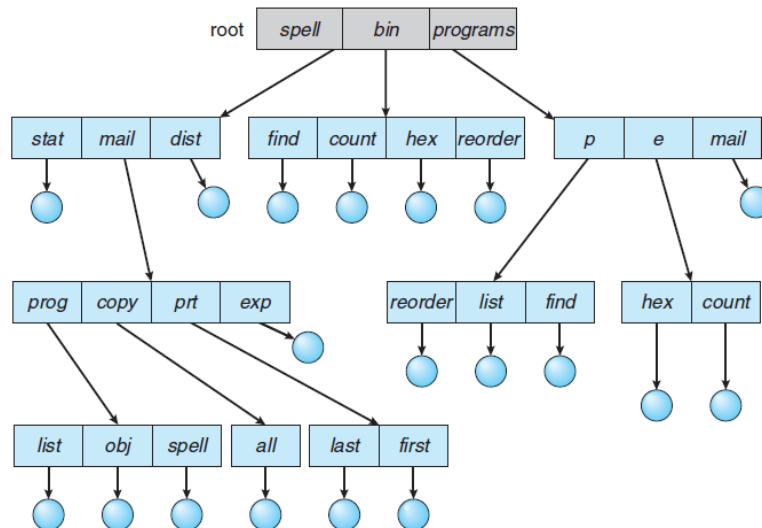 root spell bin programs
stat mail dist find count hex reorder p e mail
prog copy prt exp reorder list find hex count
list obj spell all last first